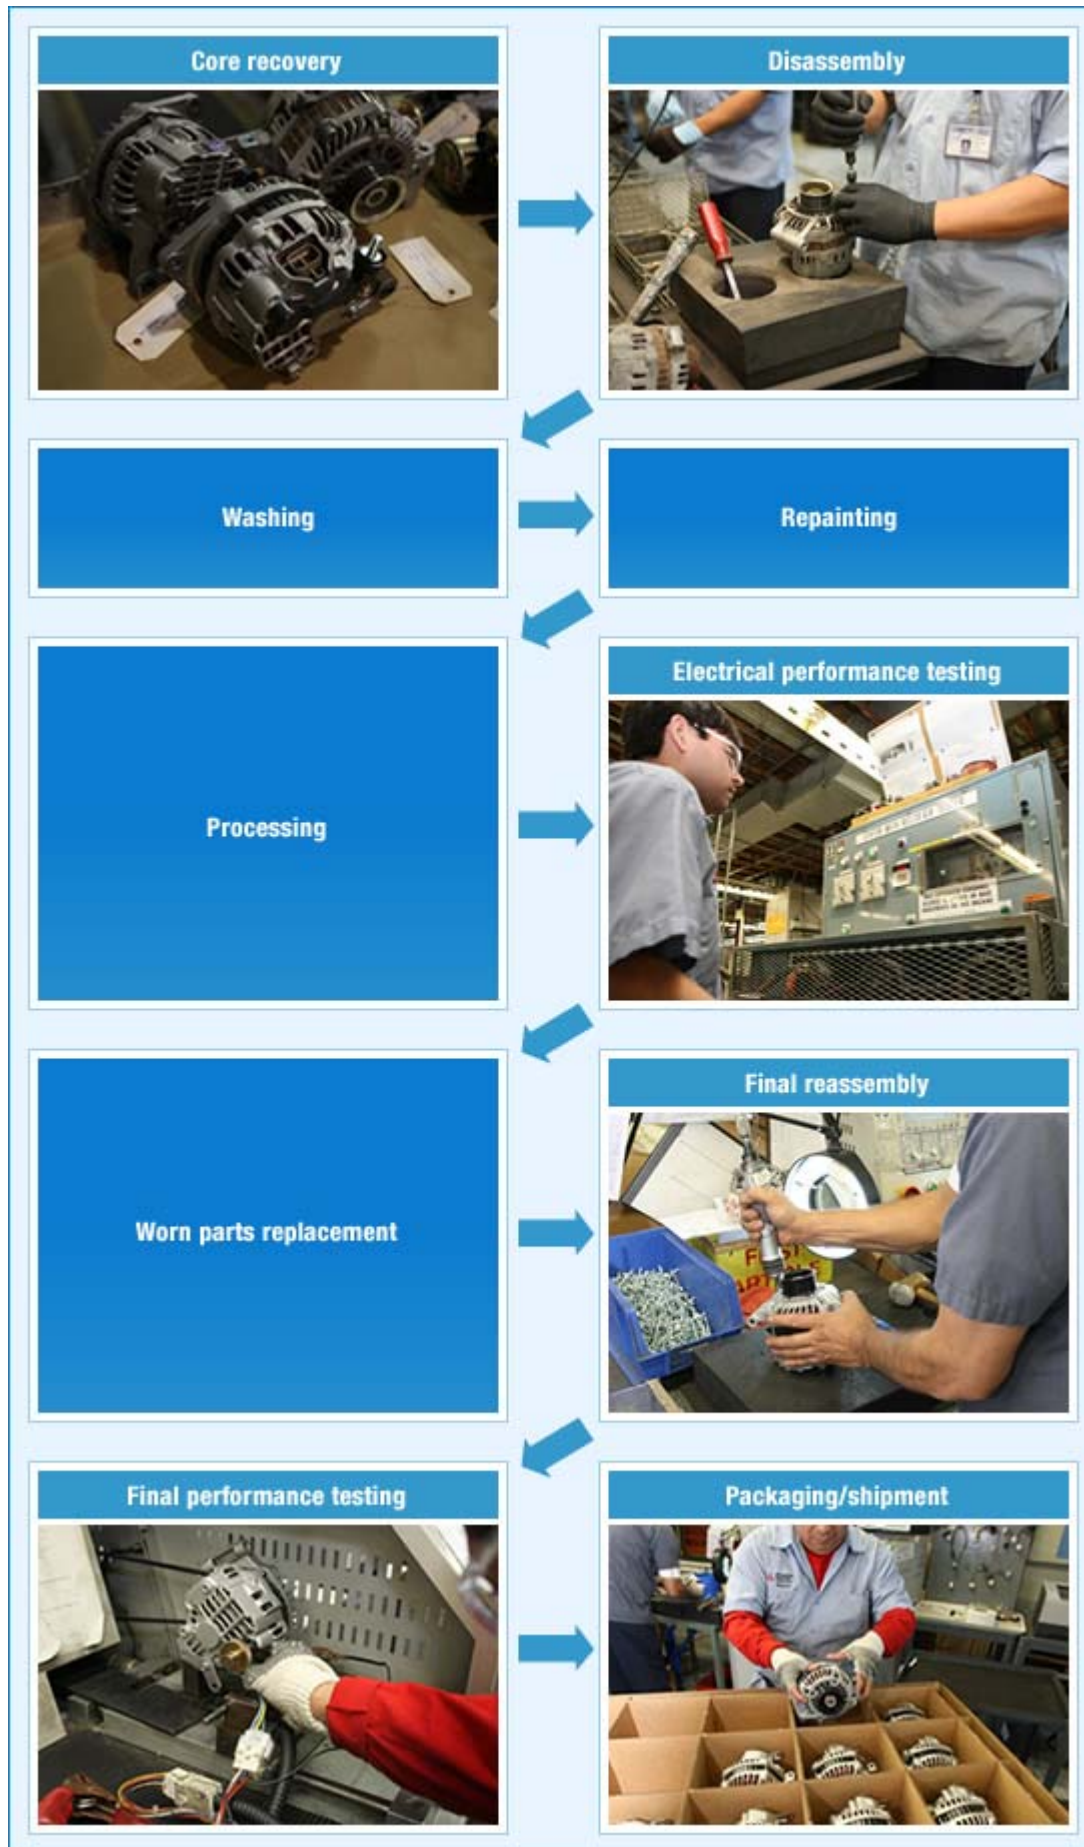 Core recovery
Disassembly
Washing
Repainting
Processing
Electrical performance testing
Worn parts replacement
Final reassembly
FIRST
Final performance testing
Packaging/shipment